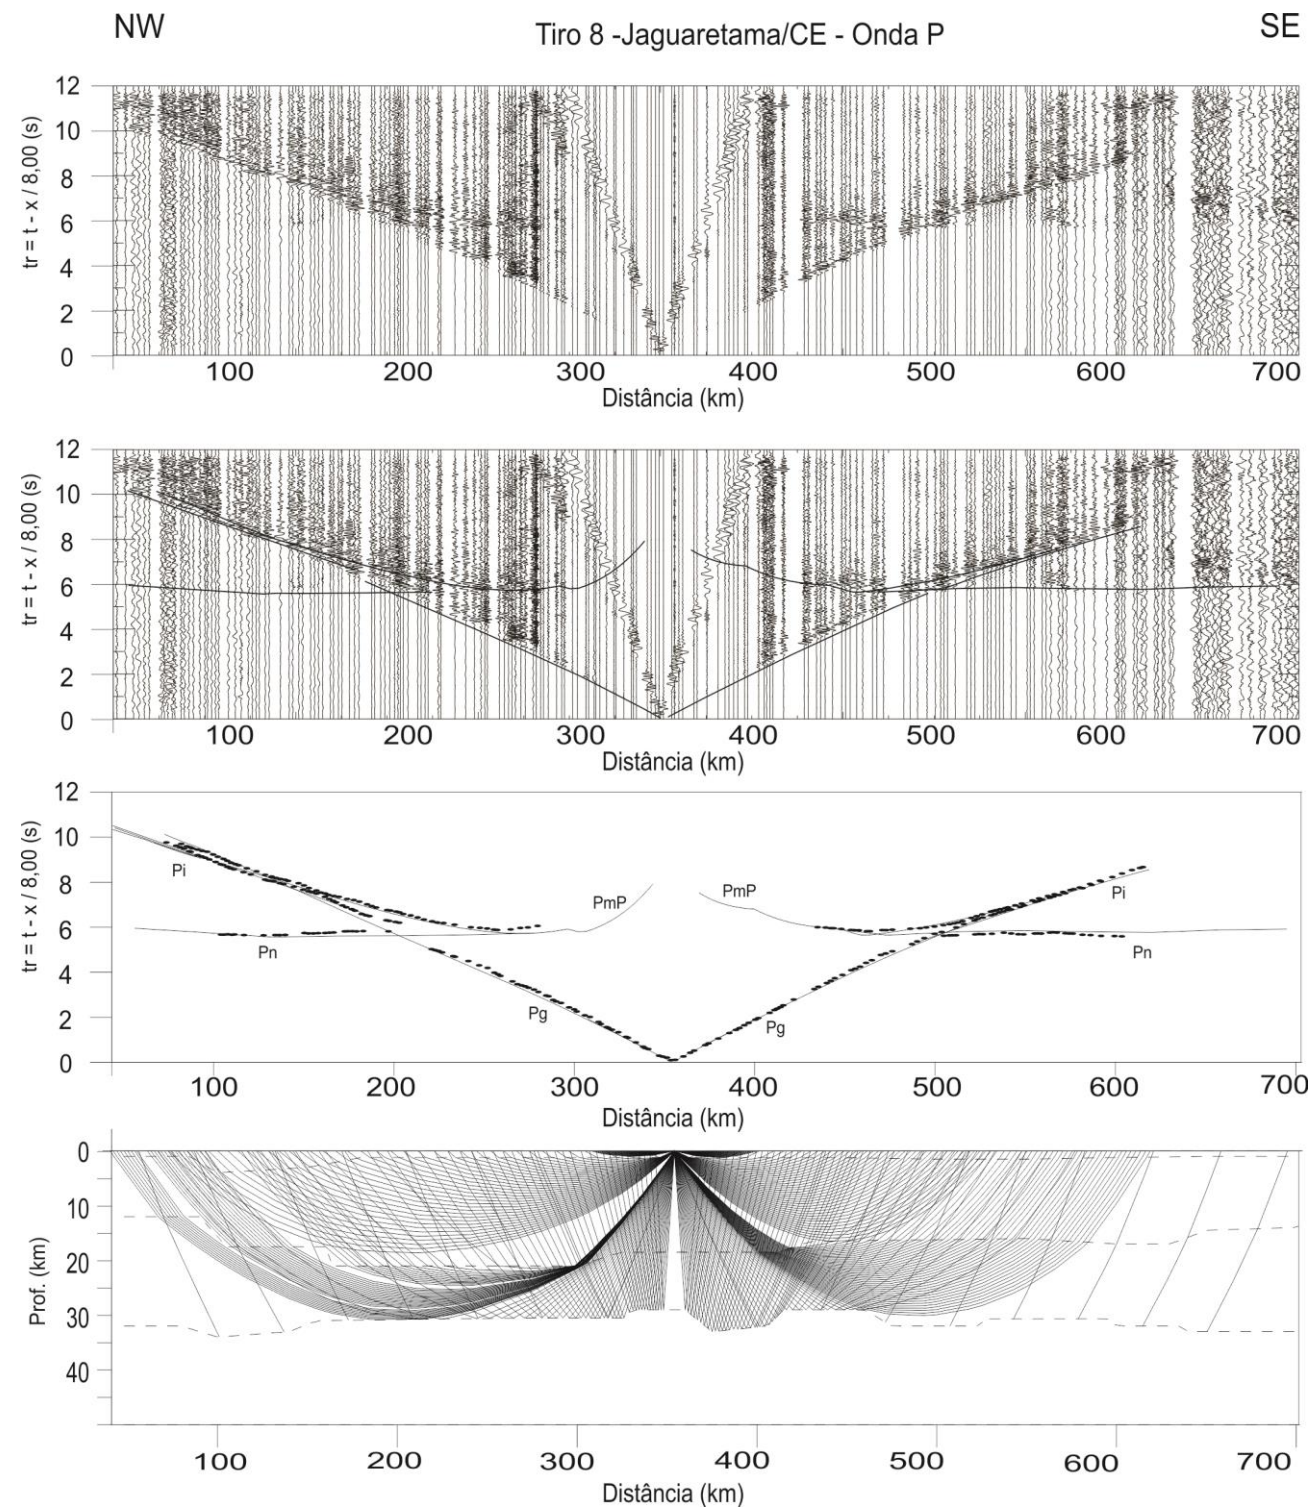 NW
Tiro 8 -Jaguaretama/CE - Onda P
SE
tr = t - x / 8,00 (s)
12
10
8
6
4
2
0
100 200 300 400 500 600 700
Distância (km)
tr = t - x / 8,00 (s)
12
10
8
6
4
2
0
100 200 300 400 500 600 700
Distância (km)
tr = t - x / 8,00 (s)
12
10
8
6
4
2
0
Pi
Pn
Pg
PmP
PmP
Pg
Pi
Pn
100 200 300 400 500 600 700
Distância (km)
Prof. (km)
0
10
20
30
40
100 200 300 400 500 600 700
Distância (km)